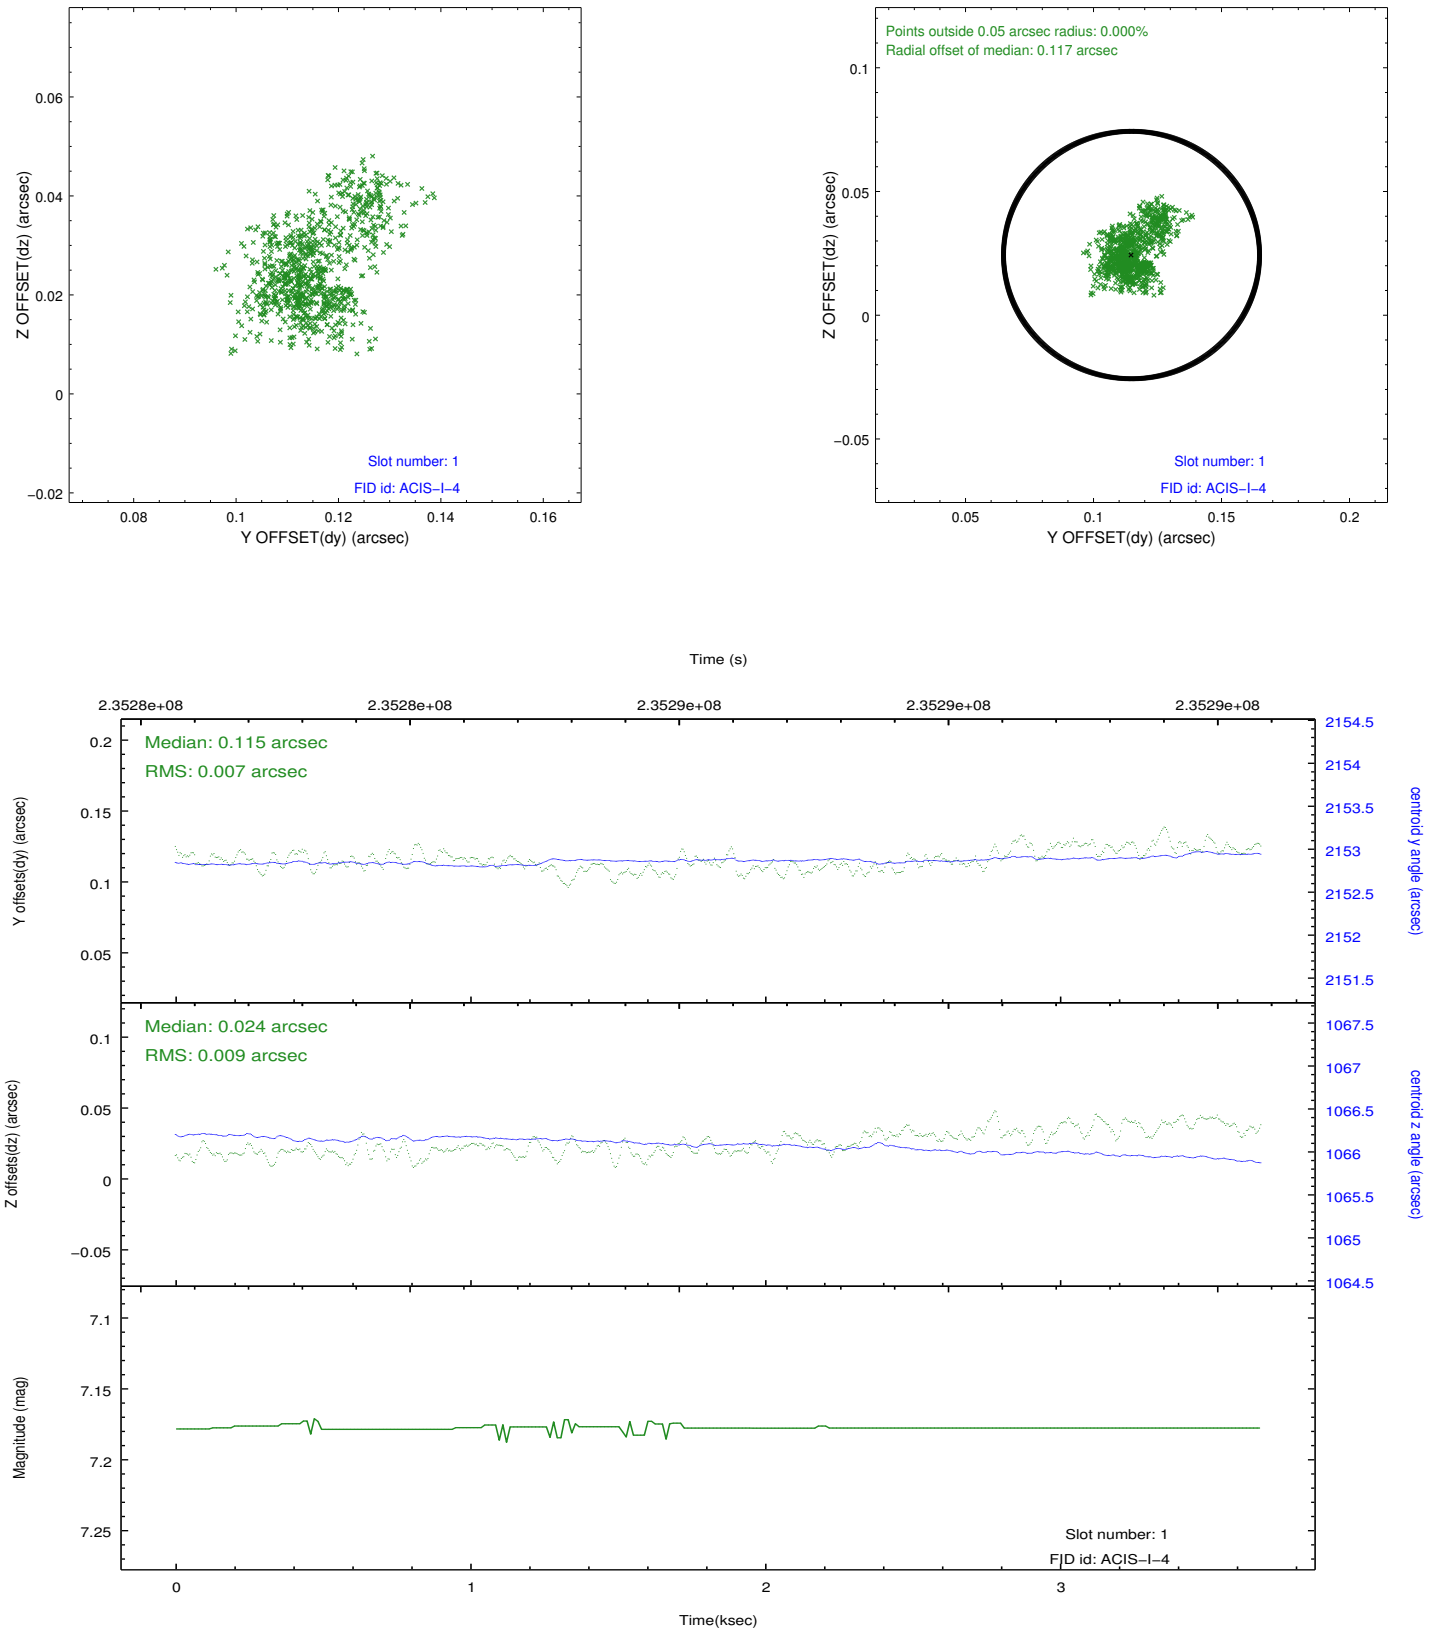 0.06
0.04
0.02
0
−0.02
Z OFFSET(dz) (arcsec)
Slot number: 1
FID id: ACIS−I−4
0.08
0.1
0.12
0.14
0.16
Y OFFSET(dy) (arcsec)
Points outside 0.05 arcsec radius: 0.000%
Radial offset of median: 0.117 arcsec
0.1
0.05
0
−0.05
Z OFFSET(dz) (arcsec)
Slot number: 1
FID id: ACIS−I−4
0.05
0.1
0.15
0.2
Y OFFSET(dy) (arcsec)
Time (s)
2.3528e+08
2.3528e+08
2.3529e+08
2.3529e+08
2.3529e+08
Median: 0.115 arcsec
RMS: 0.007 arcsec
0.2
0.15
0.1
0.05
Y offsets(dy) (arcsec)
2154.5
2154
2153.5
2153
2152.5
2152
2151.5
centroid y angle (arcsec)
Median: 0.024 arcsec
RMS: 0.009 arcsec
0.1
0.05
0
−0.05
Z offsets(dz) (arcsec)
1067.5
1067
1066.5
1066
1065.5
1065
1064.5
centroid z angle (arcsec)
7.1
7.15
7.2
7.25
Magnitude (mag)
Slot number: 1
FID id: ACIS−I−4
0
1
2
3
Time(ksec)